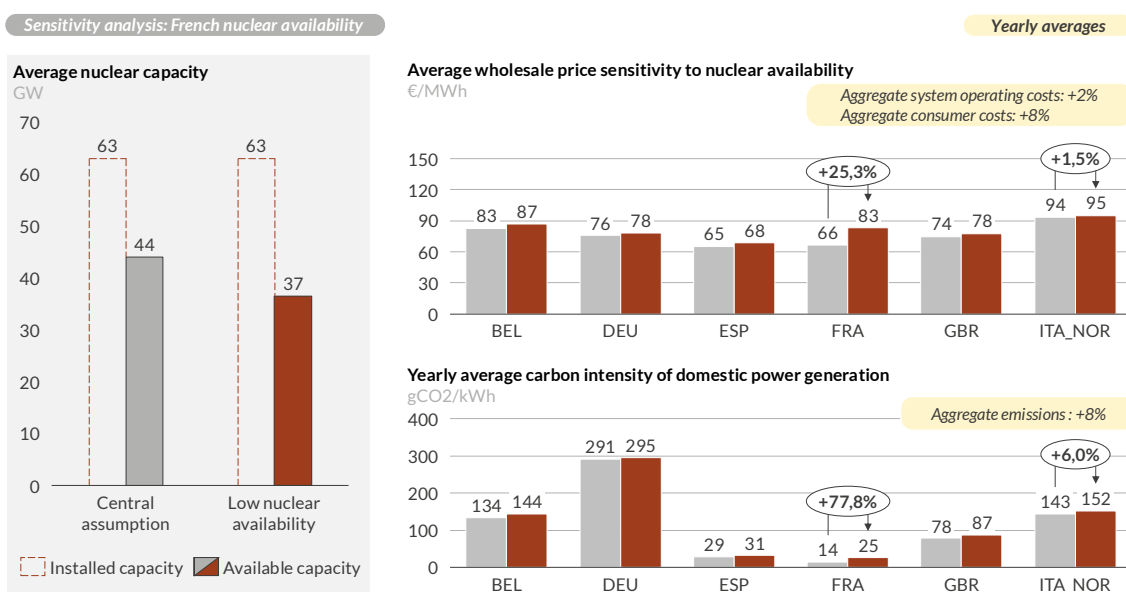 Sensitivity analysis: French nuclear availability
Yearly averages
Average nuclear capacity
GW
70
60
50
40
30
20
10
0
63
44
63
37
Central
assumption
Low nuclear
availability
Installed capacity
Available capacity
Average wholesale price sensitivity to nuclear availability
€/MWh
Aggregate system operating costs: +2%
Aggregate consumer costs: +8%
150
120
90
60
30
0
+25,3%
+1,5%
83 87
76 78
65 68
66 83
74 78
94 95
BEL DEU ESP FRA GBR ITA_NOR
Yearly average carbon intensity of domestic power generation
gCO2/kWh
Aggregate emissions : +8%
400
300
200
100
0
+77,8%
+6,0%
134 144
291 295
29 31
14 25
78 87
143 152
BEL DEU ESP FRA GBR ITA NOR